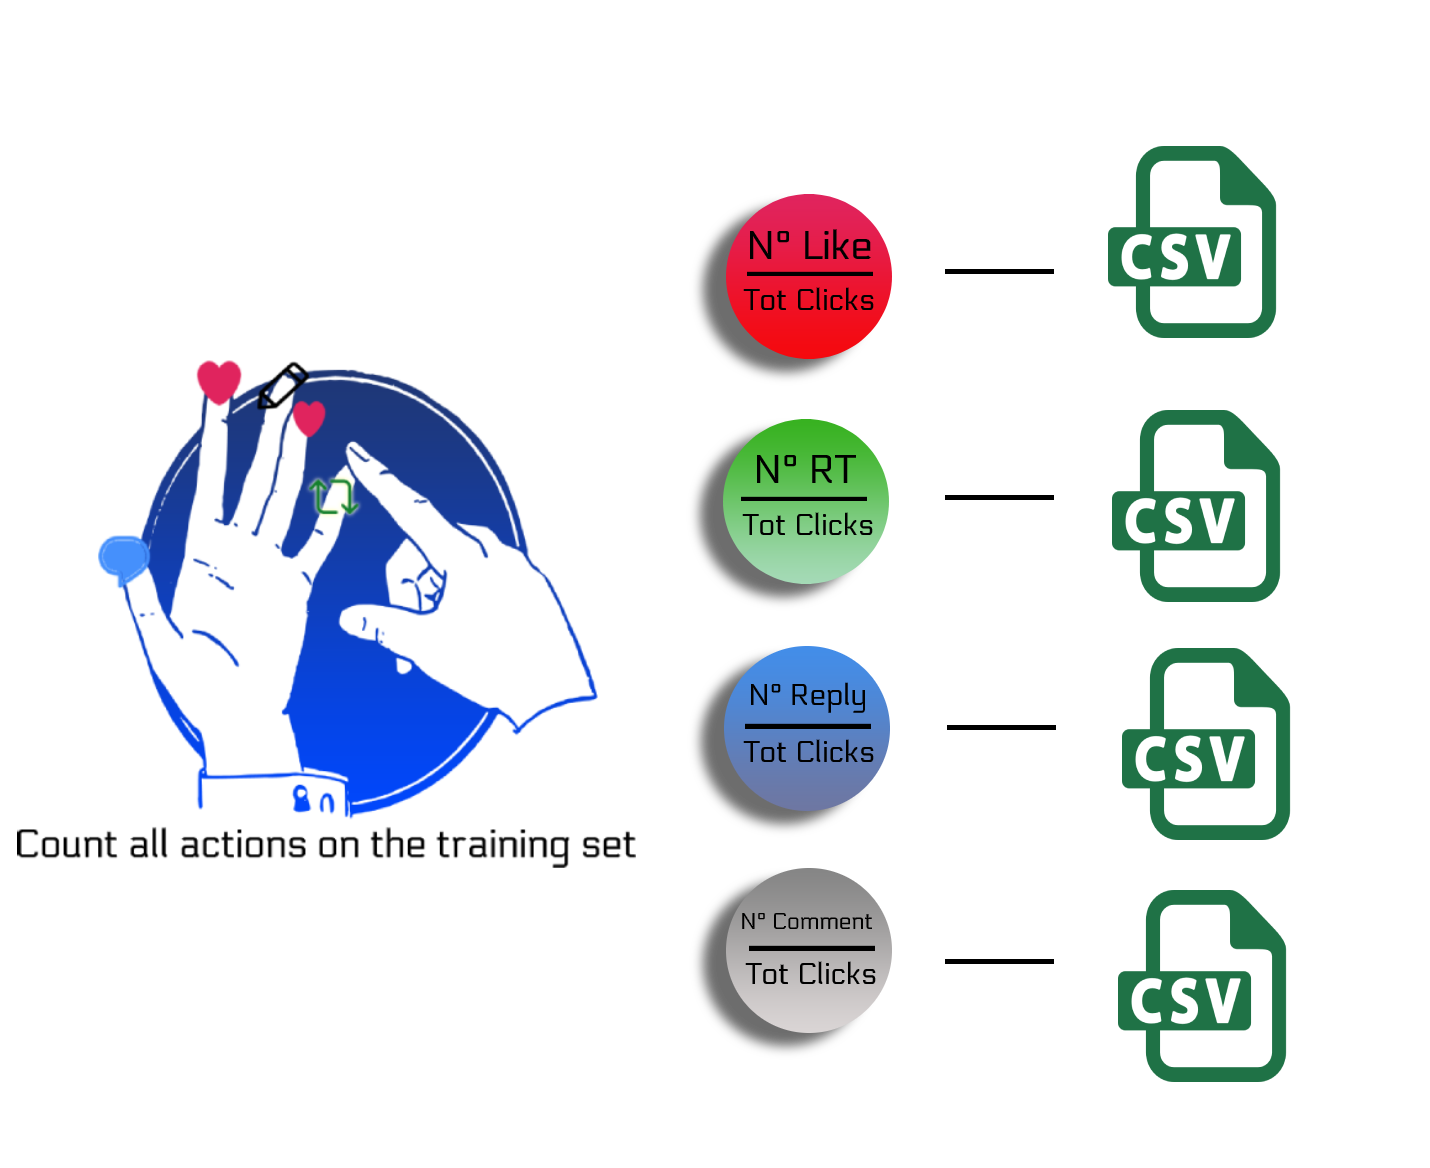 N° Like
Tot Clicks
CSV
N° RT
Tot Clicks
CSV
N° Reply
Tot Clicks
CSV
Count all actions on the training set
N° Comment
Tot Clicks
CSV